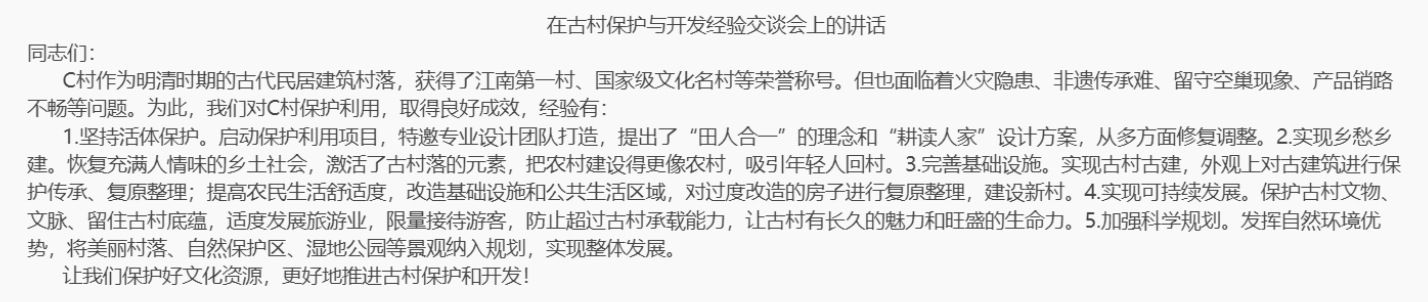 在古村保护与开发经验交谈会上的讲话
同志们：
C村作为明清时期的古代民居建筑村落，获得了江南第一村、国家级文化名村等荣誉称号。但也面临着火灾隐患、非遗传承难、留守空巢现象、产品销路
不畅等问题。为此，我们对C村保护利用，取得良好成效，经验有：
1.坚持活体保护。启动保护利用项目，特邀专业设计团队打造，提出了“田人合一”的理念和“耕读人家”设计方案，从多方面修复调整。2.实现乡愁乡
建。恢复充满人情味的乡土社会，激活了古村落的元素，把农村建设得更像农村，吸引年轻人回村。3.完善基础设施。实现古村古建，外观上对古建筑进行保
护传承、复原整理；提高农民生活舒适度，改造基础设施和公共生活区域，对过度改造的房子进行复原整理，建设新村。4.实现可持续发展。保护古村文物、
文脉、留住古村底蕴，适度发展旅游业，限量接待游客，防止超过古村承载能力，让古村有长久的魅力和旺盛的生命力。5.加强科学规划。发挥自然环境优
势，将美丽村落、自然保护区、湿地公园等景观纳入规划，实现整体发展。
让我们保护好文化资源，更好地推进古村保护和开发！